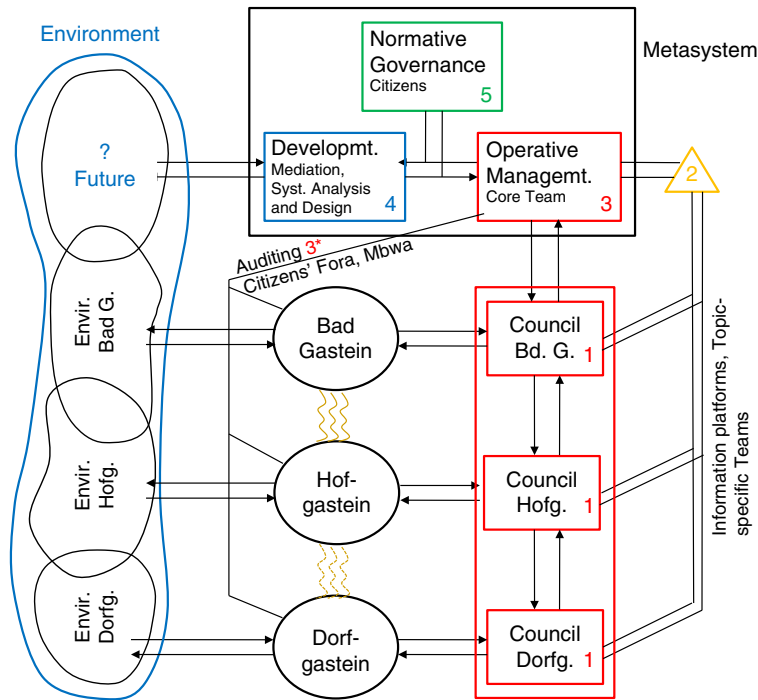 Environment
Normative
Governance
Citizens
5
Metasystem
?
Future
Developmt.
Mediation,
Syst. Analysis
and Design
4
Operative
Managemt.
Core Team
3
2
Auditing 3*
Citizens' Fora, Mbwa
Envir.
Bad G.
Bad
Gastein
Council
Bd. G.
1
Information platforms, Topic-
specific Teams
Envir.
Hofg.
Hof-
gastein
Council
Hofg.
1
Envir.
Dorfg.
Dorf-
gastein
Council
Dorfg.
1